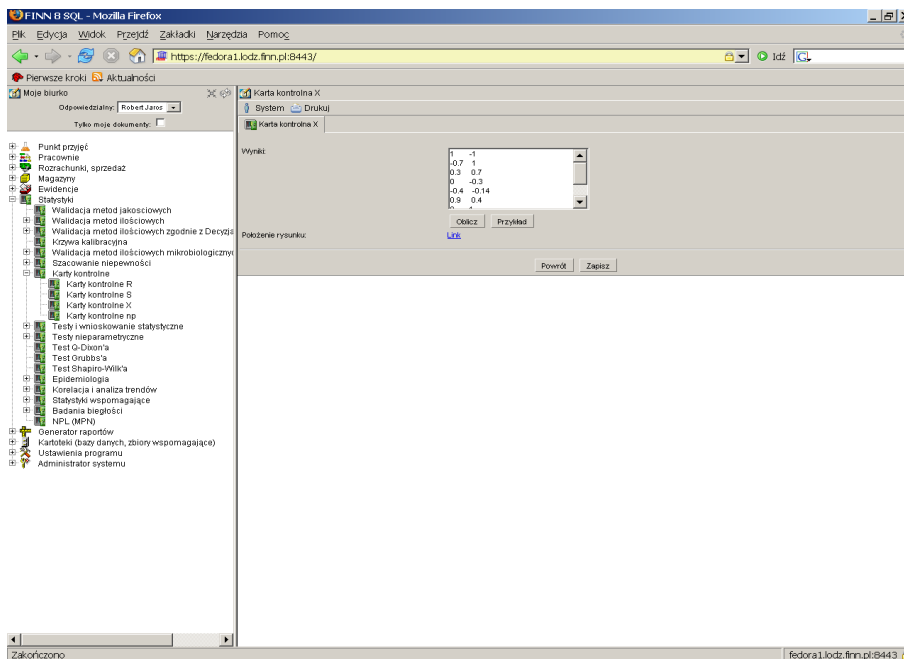 FINN 8 SQL - Mozilla Firefox
Plik Edycja Widok Przejdź Zakładki Narzędzia Pomoc
https://fedora1.lodz.finn.pl:8443/
Idź
Pierwsze kroki Aktualności
Moje biurko
Odpowiedzialny: Robert Jaros
Tylko moje dokumenty:
Punkt przyjęć
Pracownie
Rozrachunki, sprzedaż
Magazyny
Ewidencje
Statystyki
Walidacja metod jakosciowych
Walidacja metod ilościowych
Walidacja metod ilościowych zgodnie z Decyzją
Krzywa kalibracyjna
Walidacja metod ilościowych mikrobiologicznych
Szacowanie niepewności
Karty kontrolne
Karty kontrolne R
Karty kontrolne S
Karty kontrolne X
Karty kontrolne np
Testy i wnioskowanie statystyczne
Testy nieparametryczne
Test Q-Dixon'a
Test Grubbs'a
Test Shapiro-Wilk'a
Epidemiologia
Korelacja i analiza trendów
Statystyki wspomagające
Badania biegłości
NPL (MPN)
Generator raportów
Kartoteki (bazy danych, zbiory wspomagające)
Ustawienia programu
Administrator systemu
Karta kontrolna X
System Drukuj
Karta kontrolna X
Wyniki:
1 -1
-0.7 1
0.3 0.7
0 -0.3
-0.4 -0.14
0.9 0.4
Oblicz Przykład
Położenie rysunku: Link
Powrót Zapisz
Zakończono
fedora1.lodz.finn.pl:8443